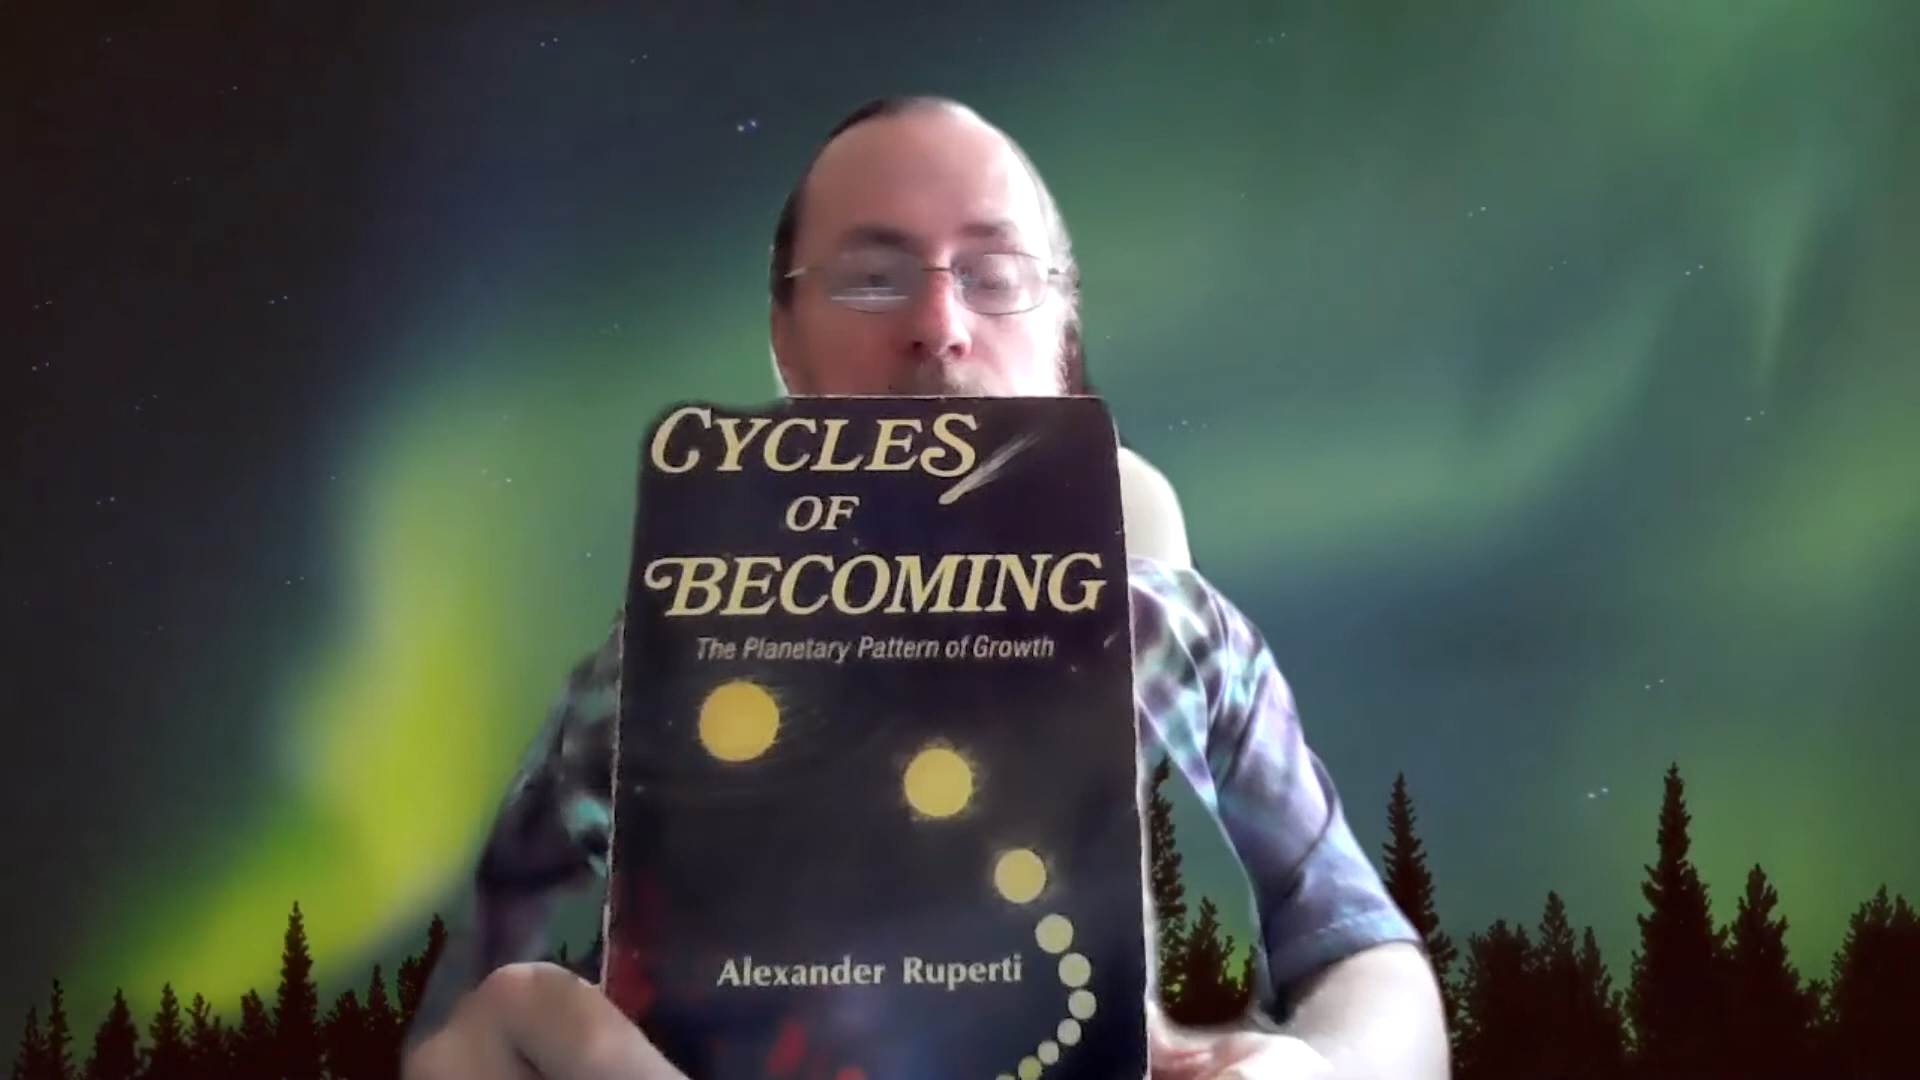 CYCLES
OF
BECOMING
The Planetary Pattern of Growth
Alexander Ruperti